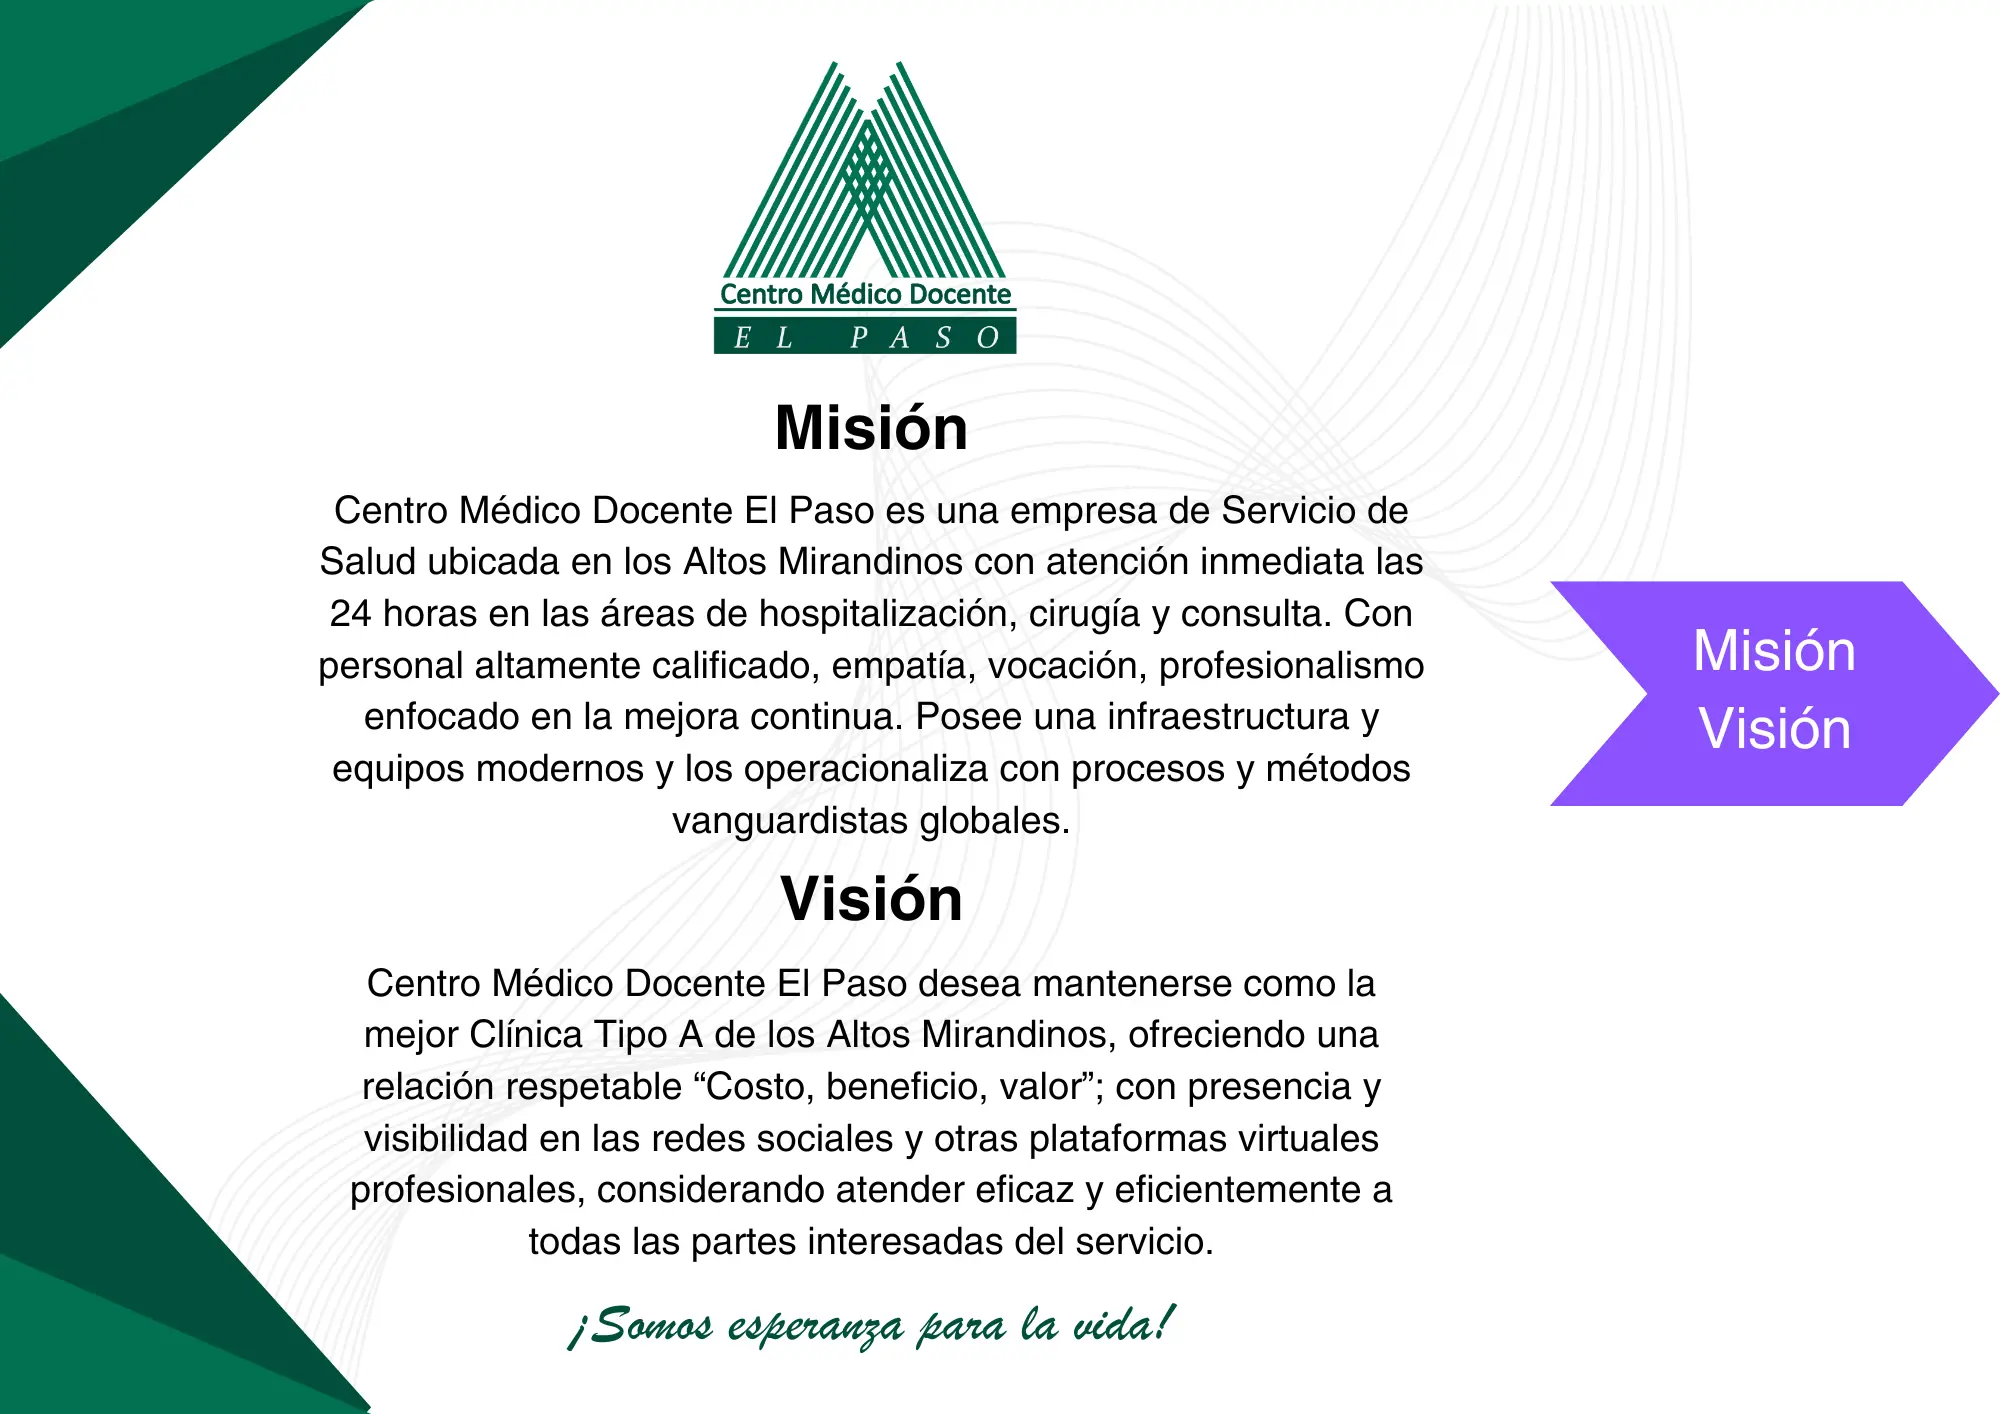 Centro Médico Docente
EL PASO
Misión
Centro Médico Docente El Paso es una empresa de Servicio de
Salud ubicada en los Altos Mirandinos con atención inmediata las
24 horas en las áreas de hospitalización, cirugía y consulta. Con
personal altamente calificado, empatía, vocación, profesionalismo
enfocado en la mejora continua. Posee una infraestructura y
equipos modernos y los operacionaliza con procesos y métodos
vanguardistas globales.
Visión
Centro Médico Docente El Paso desea mantenerse como la
mejor Clínica Tipo A de los Altos Mirandinos, ofreciendo una
relación respetable “Costo, beneficio, valor”; con presencia y
visibilidad en las redes sociales y otras plataformas virtuales
profesionales, considerando atender eficaz y eficientemente a
todas las partes interesadas del servicio.
¡Somos esperanza para la vida!
Misión
Visión